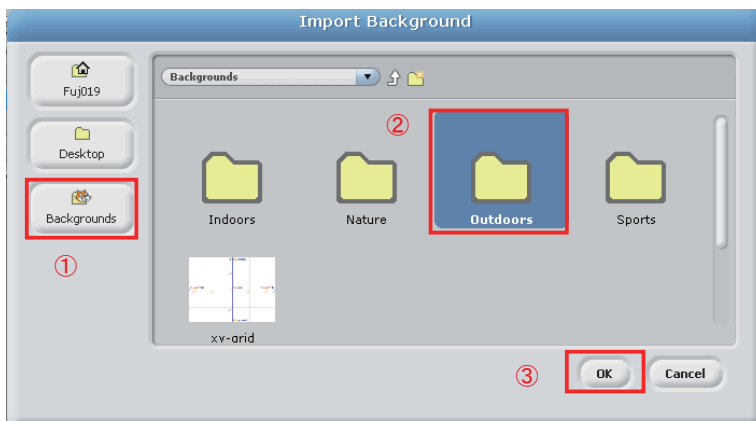 Import Background
Fuj019
Desktop
Backgrounds
①
Backgrounds
②
Indoors
Nature
Outdoors
Sports
xy-grid
③
OK
Cancel